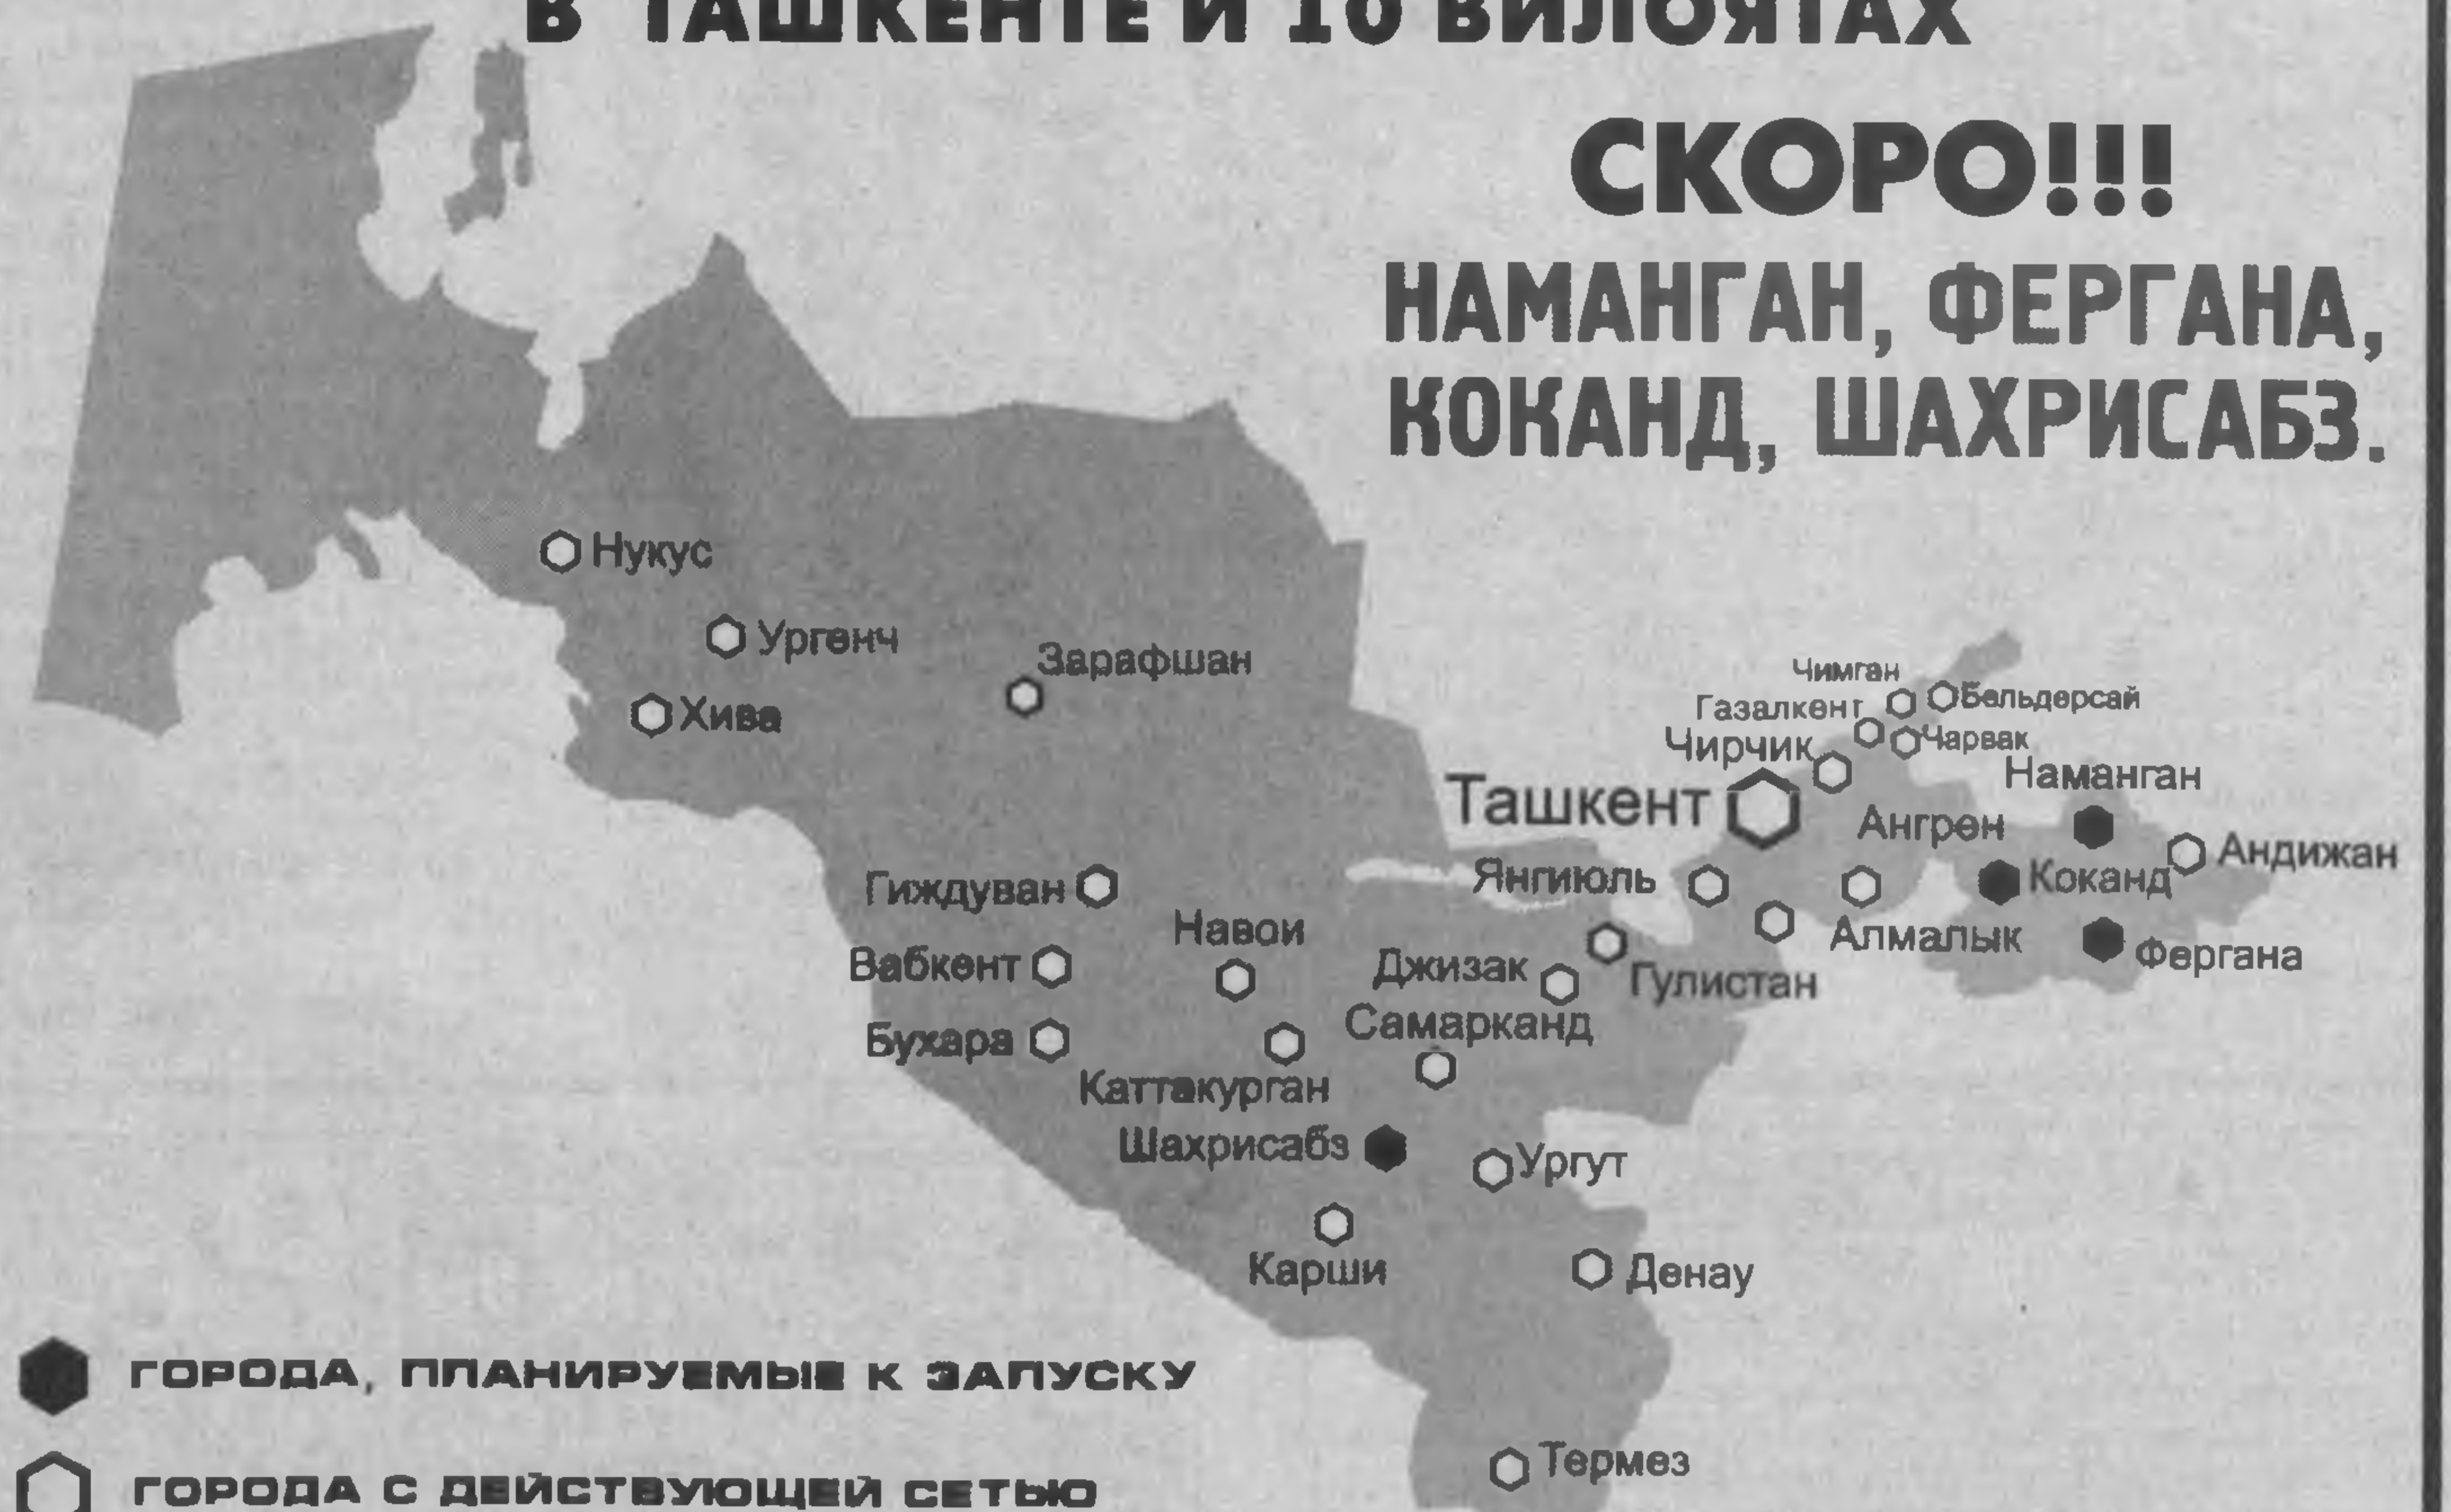 В ТАШКЕНТЕ И 10 ВИЛОЯТАХ
СКОРО!!!
НАМАНГАН, ФЕРГАНА,
КОКАНД, ШАХРИСАБЗ.
Нукус
Ургенч
Хива
Зарафшан
Чимган
Бельдерсай
Газалкент
Чарвак
Чирчик
Наманган
Ташкент
Ангрен
Андижан
Янгиюль
Коканд
Гиждуван
Навои
Алмалык
Фергана
Вабкент
Джизак
Гулистан
Бухара
Самарканд
Каттакурган
Шахрисабз
Ургут
Карши
Денау
Термез
ГОРОДА, ПЛАНИРУЕМЫЕ К ЗАПУСКУ
ГОРОДА С ДЕЙСТВУЮЩЕЙ СЕТЬЮ